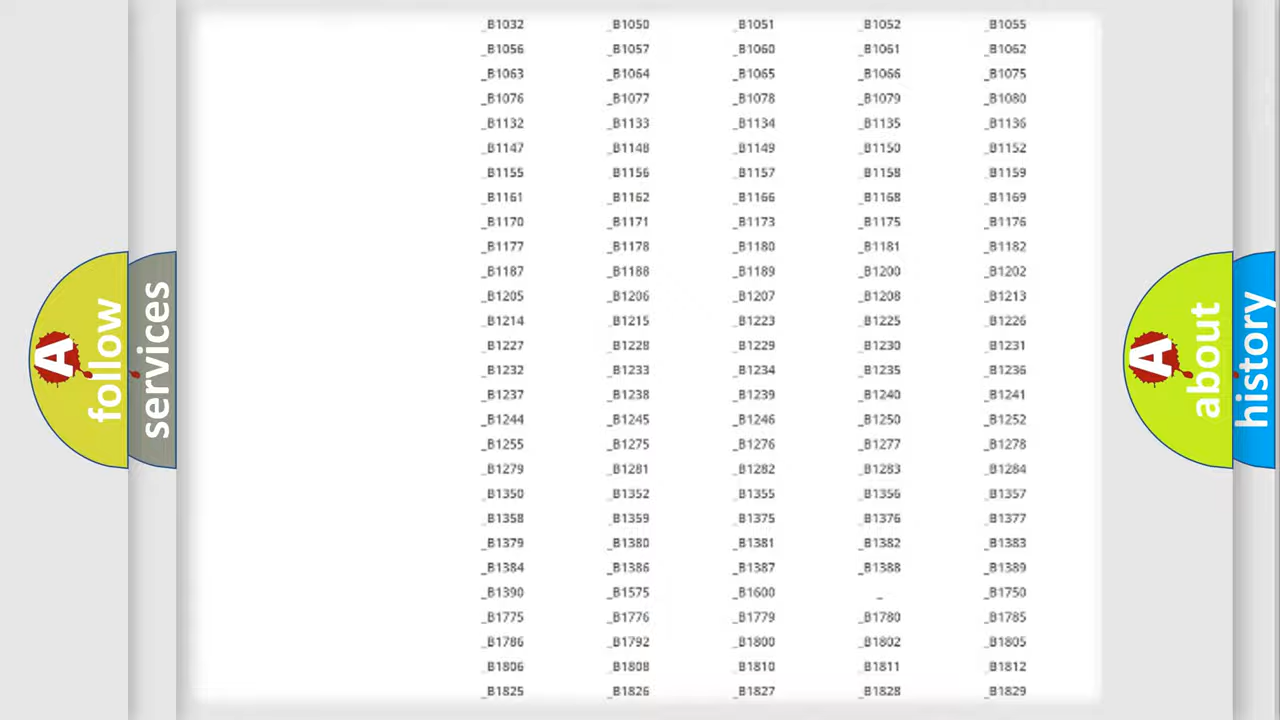 _B1032 _B1050 _B1051 _B1052 _B1055
_B1056 _B1057 _B1060 _B1061 _B1062
_B1063 _B1064 _B1065 _B1066 _B1075
_B1076 _B1077 _B1078 _B1079 _B1080
_B1132 _B1133 _B1134 _B1135 _B1136
_B1147 _B1148 _B1149 _B1150 _B1152
_B1155 _B1156 _B1157 _B1158 _B1159
_B1161 _B1162 _B1166 _B1168 _B1169
_B1170 _B1171 _B1173 _B1175 _B1176
_B1177 _B1178 _B1180 _B1181 _B1182
_B1187 _B1188 _B1189 _B1200 _B1202
_B1205 _B1206 _B1207 _B1208 _B1213
_B1214 _B1215 _B1223 _B1225 _B1226
_B1227 _B1228 _B1229 _B1230 _B1231
_B1232 _B1233 _B1234 _B1235 _B1236
_B1237 _B1238 _B1239 _B1240 _B1241
_B1244 _B1245 _B1246 _B1250 _B1252
_B1255 _B1275 _B1276 _B1277 _B1278
_B1279 _B1281 _B1282 _B1283 _B1284
_B1350 _B1352 _B1355 _B1356 _B1357
_B1358 _B1359 _B1375 _B1376 _B1377
_B1379 _B1380 _B1381 _B1382 _B1383
_B1384 _B1386 _B1387 _B1388 _B1389
_B1390 _B1575 _B1600 _ _B1750
_B1775 _B1776 _B1779 _B1780 _B1785
_B1786 _B1792 _B1800 _B1802 _B1805
_B1806 _B1808 _B1810 _B1811 _B1812
_B1825 _B1826 _B1827 _B1828 _B1829
A
follow
services
A
about
history